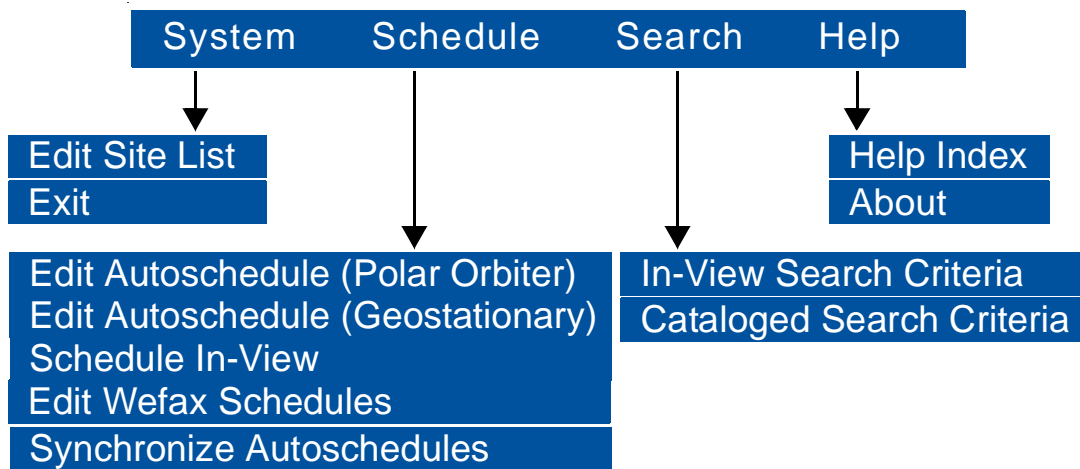 System Schedule Search Help
Edit Site List
Exit
Help Index
About
Edit Autoschedule (Polar Orbiter)
Edit Autoschedule (Geostationary)
Schedule In-View
Edit Wefax Schedules
Synchronize Autoschedules
In-View Search Criteria
Cataloged Search Criteria